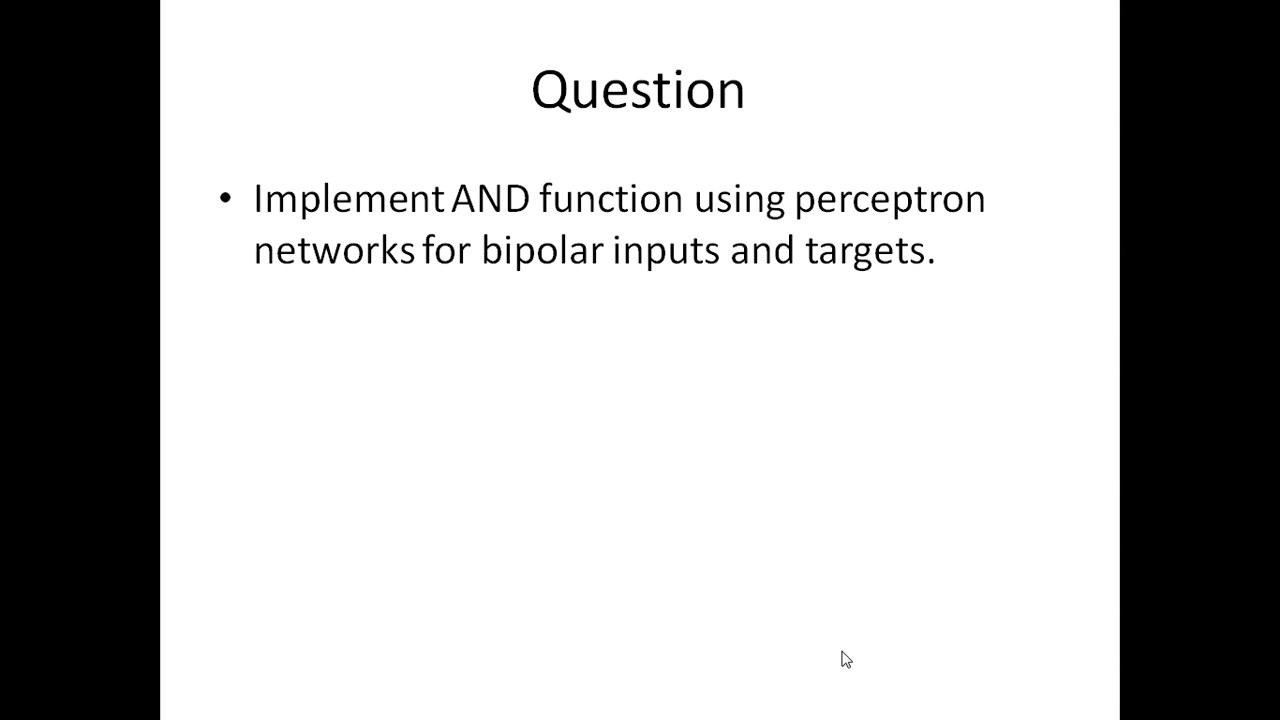 Question
• Implement AND function using perceptron
networks for bipolar inputs and targets.